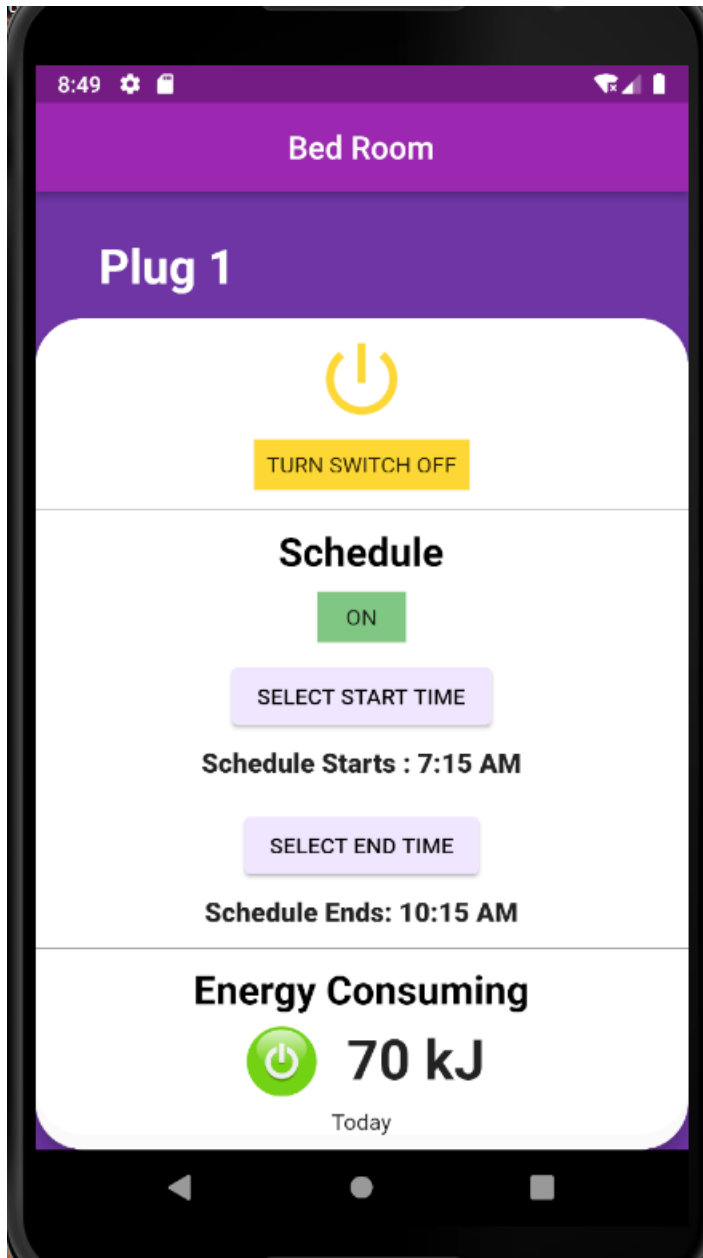 8:49
Bed Room
Plug 1
TURN SWITCH OFF
Schedule
ON
SELECT START TIME
Schedule Starts : 7:15 AM
SELECT END TIME
Schedule Ends: 10:15 AM
Energy Consuming
70 kJ
Today